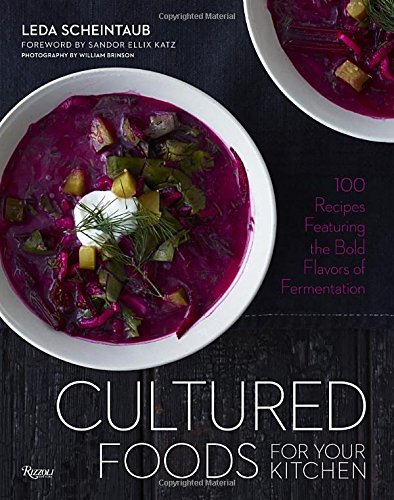 Copyrighted Material
LEDA SCHEINTAUB
FOREWORD BY SANDOR ELLIX KATZ
PHOTOGRAPHY BY WILLIAM BRINSON
100
Recipes
Featuring
the Bold
Flavors of
Fermentation
CULTURED
FOODS FOR YOUR
KITCHEN
RIZZOLI
Copyrighted Material